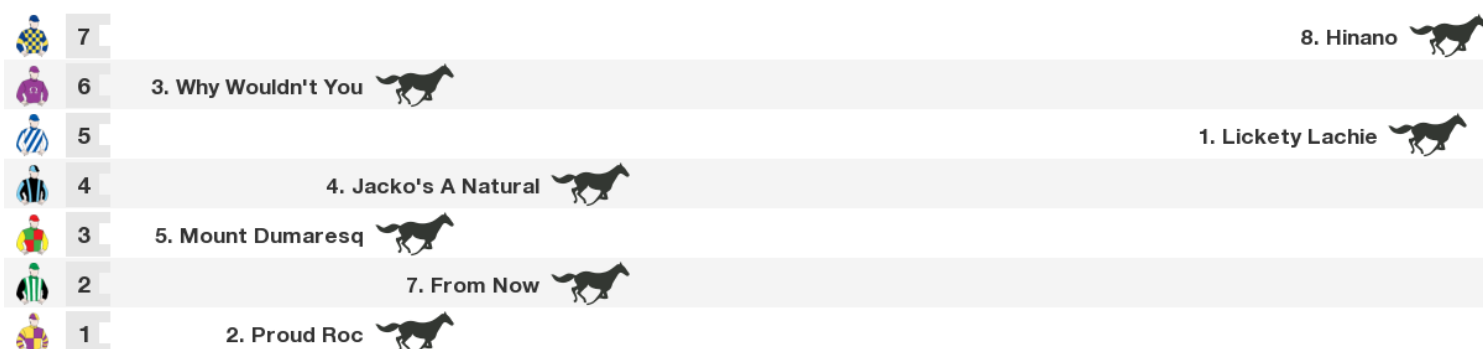 7 8. Hinano
6 3. Why Wouldn't You
5 1. Lickety Lachie
4 4. Jacko's A Natural
3 5. Mount Dumaresq
2 7. From Now
1 2. Proud Roc